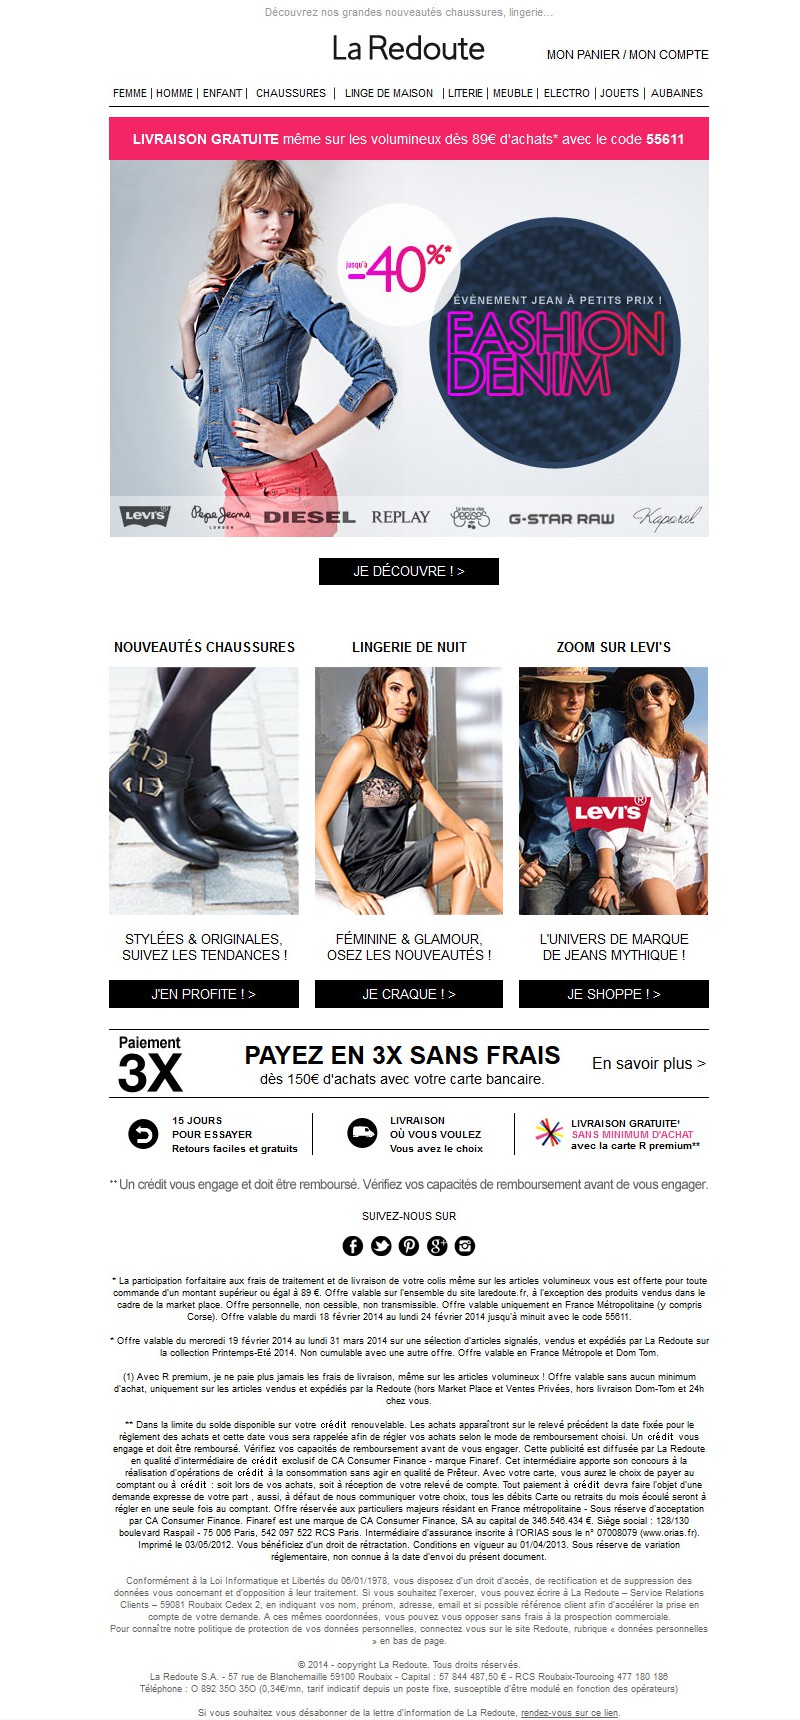 Découvrez nos grandes nouveautés chaussures, lingerie...
La Redoute
MON PANIER / MON COMPTE
FEMME | HOMME | ENFANT | CHAUSSURES | LINGE DE MAISON | LITERIE | MEUBLE | ELECTRO | JOUETS | AUBAINES
LIVRAISON GRATUITE même sur les volumineux dès 89€ d'achats* avec le code 55611
jusqu'à
-40%*
ÉVÈNEMENT JEAN À PETITS PRIX !
FASHION
DENIM
LEVI'S® Pepe Jeans LONDON DIESEL REPLAY Le temps des cerises G-STAR RAW Kaporal
JE DÉCOUVRE ! >
NOUVEAUTÉS CHAUSSURES
LINGERIE DE NUIT
ZOOM SUR LEVI'S
LEVI'S®
STYLÉES & ORIGINALES,
SUIVEZ LES TENDANCES !
FÉMININE & GLAMOUR,
OSEZ LES NOUVEAUTÉS !
L'UNIVERS DE MARQUE
DE JEANS MYTHIQUE !
J'EN PROFITE ! >
JE CRAQUE ! >
JE SHOPPE ! >
Paiement
3X
PAYEZ EN 3X SANS FRAIS
dès 150€ d'achats avec votre carte bancaire.
En savoir plus >
15 JOURS
POUR ESSAYER
Retours faciles et gratuits
LIVRAISON
OÙ VOUS VOULEZ
Vous avez le choix
LIVRAISON GRATUITE¹
SANS MINIMUM D'ACHAT
avec la carte R premium**
** Un crédit vous engage et doit être remboursé. Vérifiez vos capacités de remboursement avant de vous engager.
SUIVEZ-NOUS SUR
* La participation forfaitaire aux frais de traitement et de livraison de votre colis même sur les articles volumineux vous est offerte pour toute
commande d'un montant supérieur ou égal à 89 €. Offre valable sur l'ensemble du site laredoute.fr, à l'exception des produits vendus dans le
cadre de la market place. Offre personnelle, non cessible, non transmissible. Offre valable uniquement en France Métropolitaine (y compris
Corse). Offre valable du mardi 18 février 2014 au lundi 24 février 2014 jusqu'à minuit avec le code 55611.
* Offre valable du mercredi 19 février 2014 au lundi 31 mars 2014 sur une sélection d'articles signalés, vendus et expédiés par La Redoute sur
la collection Printemps-Eté 2014. Non cumulable avec une autre offre. Offre valable en France Métropole et Dom Tom.
(1) Avec R premium, je ne paie plus jamais les frais de livraison, même sur les articles volumineux ! Offre valable sans aucun minimum
d'achat, uniquement sur les articles vendus et expédiés par la Redoute (hors Market Place et Ventes Privées, hors livraison Dom-Tom et 24h
chez vous.
** Dans la limite du solde disponible sur votre crédit renouvelable. Les achats apparaîtront sur le relevé précédent la date fixée pour le
règlement des achats et cette date vous sera rappelée afin de régler vos achats selon le mode de remboursement choisi. Un crédit vous
engage et doit être remboursé. Vérifiez vos capacités de remboursement avant de vous engager. Cette publicité est diffusée par La Redoute
en qualité d'intermédiaire de crédit exclusif de CA Consumer Finance - marque Finaref. Cet intermédiaire apporte son concours à la
réalisation d'opérations de crédit à la consommation sans agir en qualité de Prêteur. Avec votre carte, vous aurez le choix de payer au
comptant ou à crédit : soit lors de vos achats, soit à réception de votre relevé de compte. Tout paiement à crédit devra faire l'objet d'une
demande expresse de votre part , aussi, à défaut de nous communiquer votre choix, tous les débits Carte ou retraits du mois écoulé seront à
régler en une seule fois au comptant. Offre réservée aux particuliers majeurs résidant en France métropolitaine - Sous réserve d'acceptation
par CA Consumer Finance. Finaref est une marque de CA Consumer Finance, SA au capital de 346.546.434 €. Siège social : 128/130
boulevard Raspail - 75 006 Paris, 542 097 522 RCS Paris. Intermédiaire d'assurance inscrite à l'ORIAS sous le n° 07008079 (www.orias.fr).
Imprimé le 03/05/2012. Vous bénéficiez d'un droit de rétractation. Conditions en vigueur au 01/04/2013. Sous réserve de variation
réglementaire, non connue à la date d'envoi du présent document.
Conformément à la Loi Informatique et Libertés du 06/01/1978, vous disposez d'un droit d'accès, de rectification et de suppression des
données vous concernant et d'opposition à leur traitement. Si vous souhaitez l'exercer, vous pouvez écrire à La Redoute – Service Relations
Clients – 59081 Roubaix Cedex 2, en indiquant vos nom, prénom, adresse, email et si possible référence client afin d'accélérer la prise en
compte de votre demande. A ces mêmes coordonnées, vous pouvez vous opposer sans frais à la prospection commerciale.
Pour connaître notre politique de protection de vos données personnelles, connectez vous sur le site Redoute, rubrique « données personnelles
» en bas de page.
© 2014 - copyright La Redoute. Tous droits réservés.
La Redoute S.A. - 57 rue de Blanchemaille 59100 Roubaix - Capital : 57 844 487,50 € - RCS Roubaix-Tourcoing 477 180 186
Téléphone : O 892 35O 35O (0,34€/mn, tarif indicatif depuis un poste fixe, susceptible d'être modulé en fonction des opérateurs)
Si vous souhaitez vous désabonner de la lettre d'information de La Redoute, rendez-vous sur ce lien.